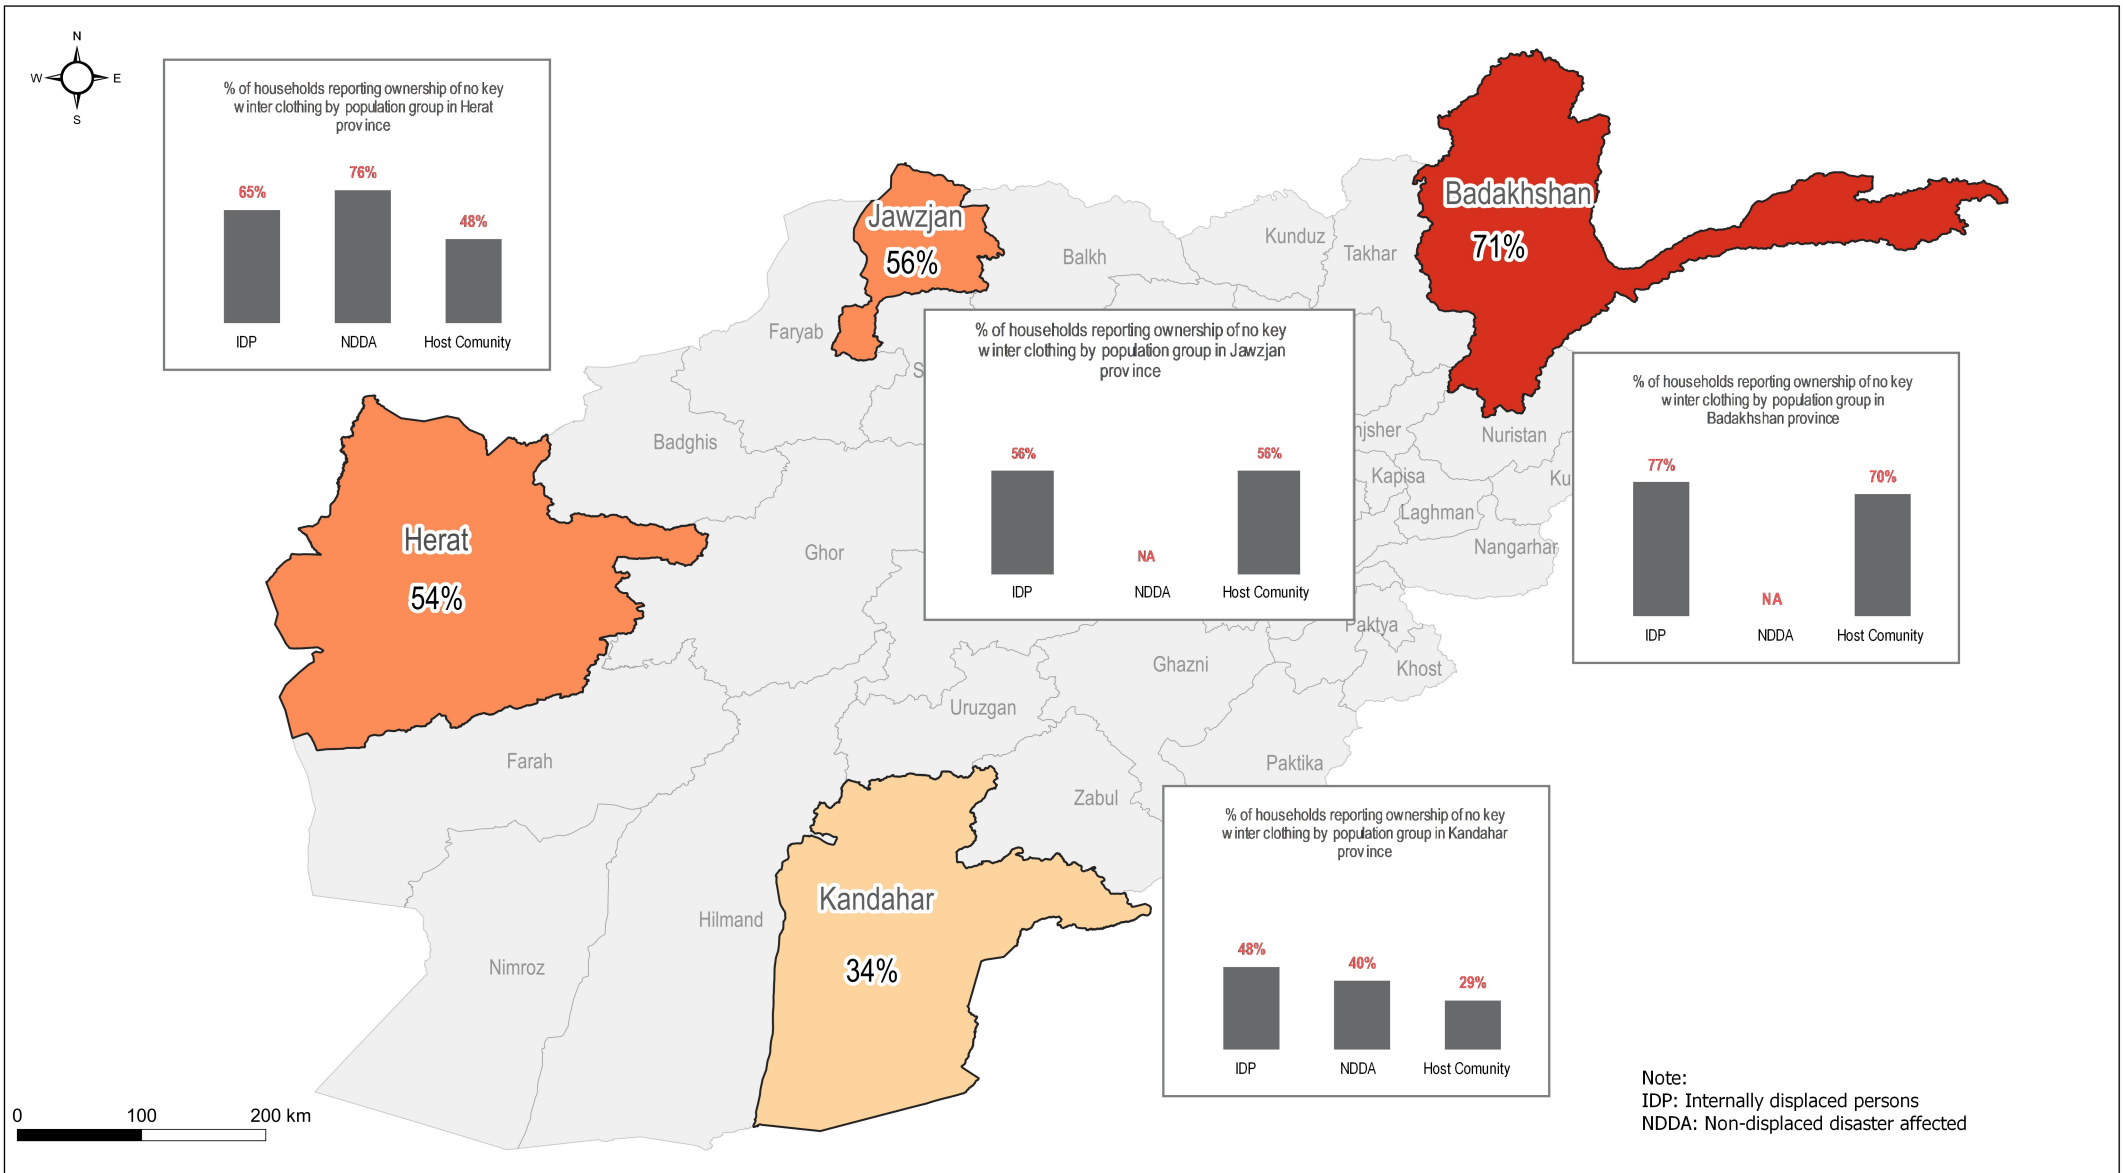 N
W E
S
% of households reporting ownership of no key
winter clothing by population group in Herat
province
76%
65%
48%
IDP NDDA Host Comunity
Jawzjan
56%
Badakhshan
71%
Balkh
Kunduz
Takhar
Faryab
S
% of households reporting ownership of no key
winter clothing by population group in Jawzjan
province
56% 56%
NA
IDP NDDA Host Comunity
% of households reporting ownership of no key
winter clothing by population group in
Badakhshan province
77% 70%
NA
IDP NDDA Host Comunity
Badghis
njsher
Nuristan
Kapisa
Ku
Laghman
Nangarhar
Herat
54%
Ghor
Paktya
Ghazni
Khost
Uruzgan
Farah
Paktika
Zabul
% of households reporting ownership of no key
winter clothing by population group in Kandahar
province
48%
40%
29%
IDP NDDA Host Comunity
Kandahar
34%
Hilmand
Nimroz
0 100 200 km
Note:
IDP: Internally displaced persons
NDDA: Non-displaced disaster affected